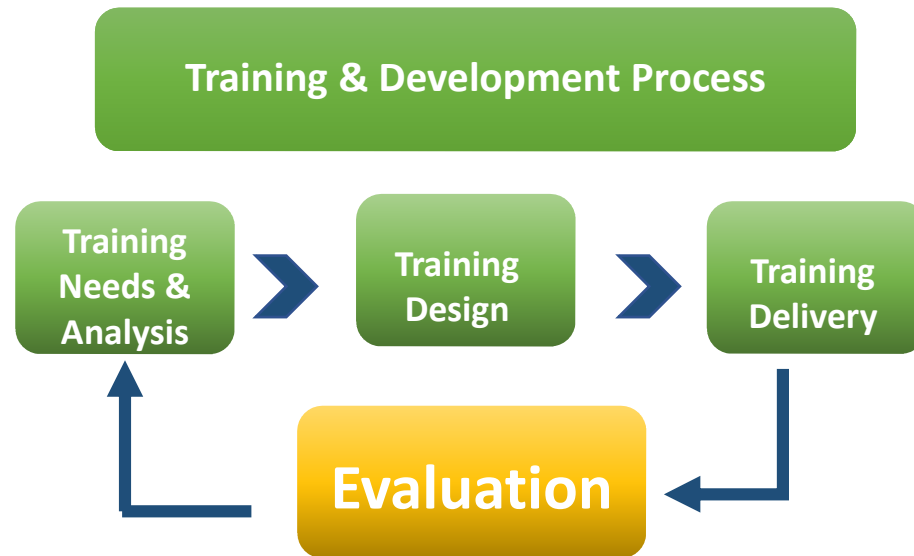 Training & Development Process
Training
Needs &
Analysis
Training
Design
Training
Delivery
Evaluation